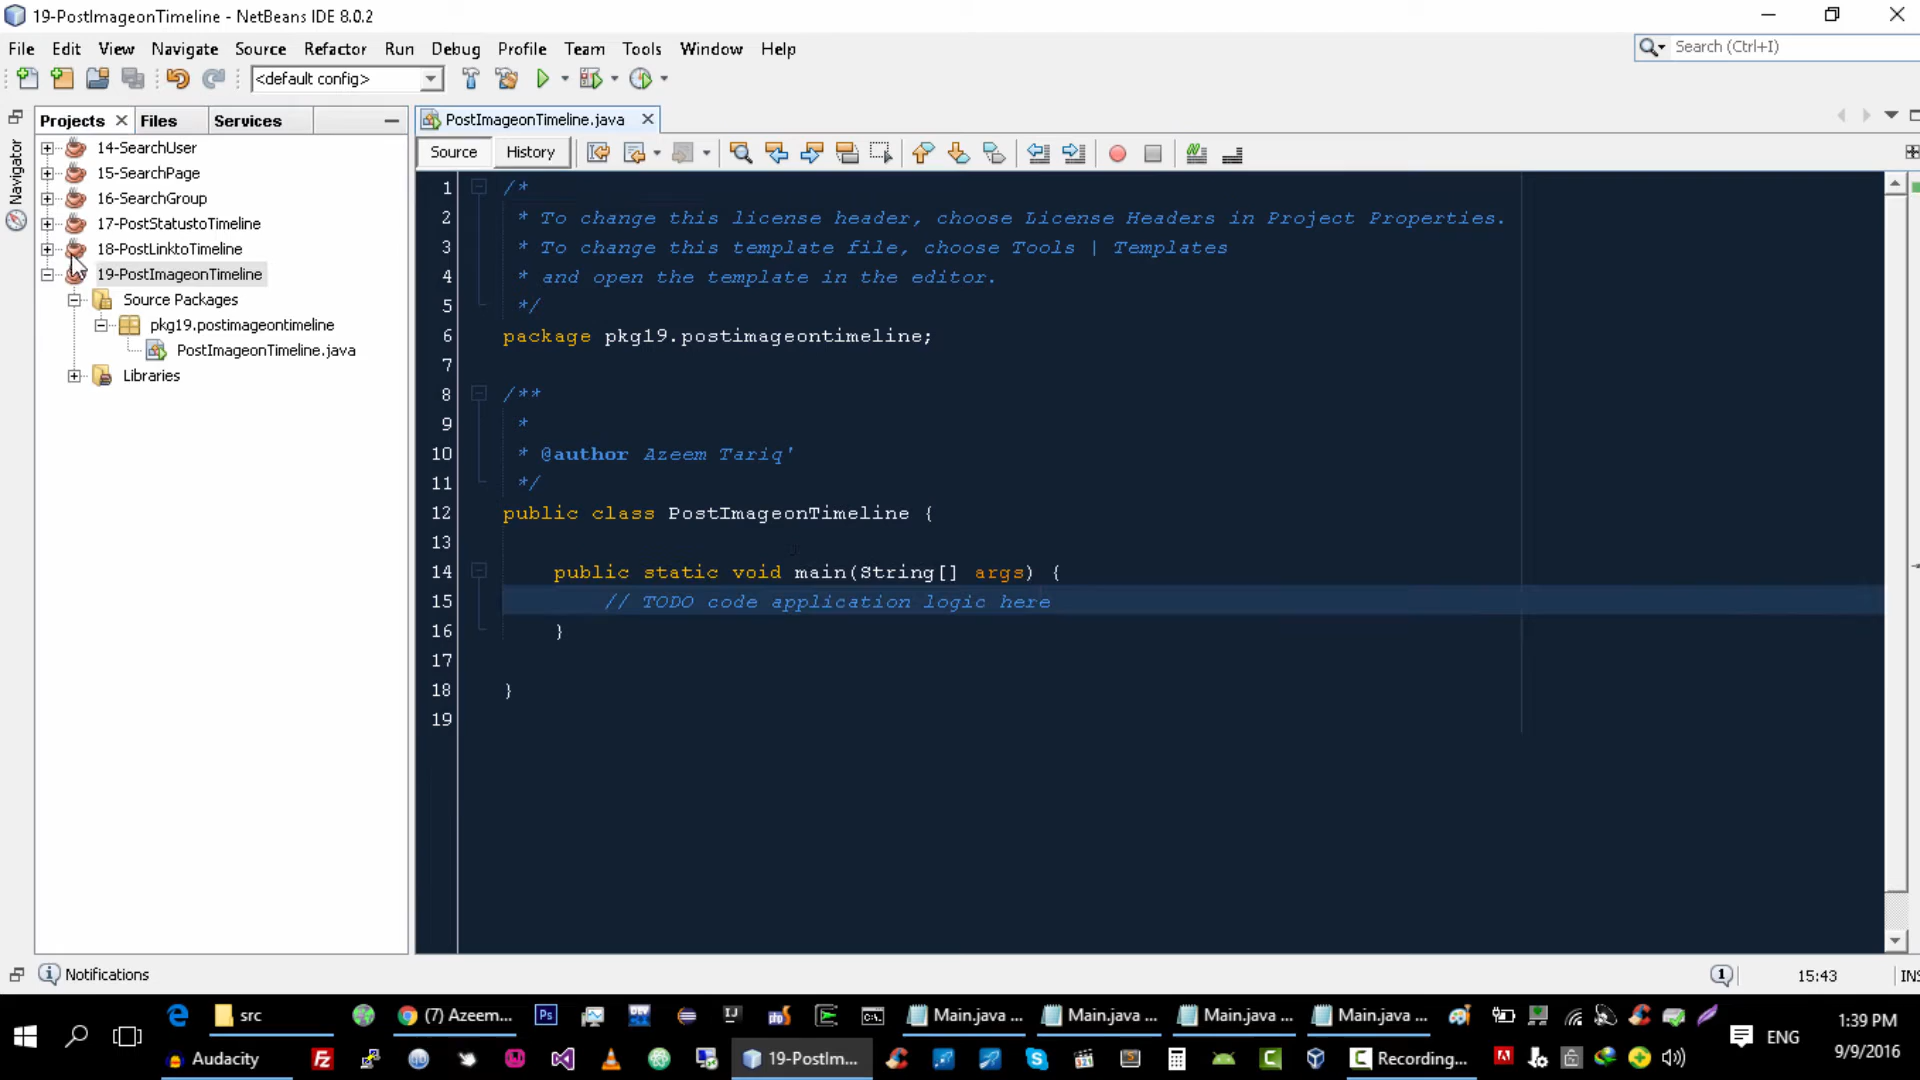 19-PostImageonTimeline - NetBeans IDE 8.0.2
File Edit View Navigate Source Refactor Run Debug Profile Team Tools Window Help
Search (Ctrl+I)
<default config>
Projects Files Services
PostImageonTimeline.java
Source History
Navigator
14-SearchUser
15-SearchPage
16-SearchGroup
17-PostStatustoTimeline
18-PostLinktoTimeline
19-PostImageonTimeline
Source Packages
pkg19.postimageontimeline
PostImageonTimeline.java
Libraries
1 /*
2 * To change this license header, choose License Headers in Project Properties.
3 * To change this template file, choose Tools | Templates
4 * and open the template in the editor.
5 */
6 package pkg19.postimageontimeline;
7
8 /**
9 *
10 * @author Azeem Tariq'
11 */
12 public class PostImageonTimeline {
13
14 public static void main(String[] args) {
15 // TODO code application logic here
16 }
17
18 }
19
Notifications
1
15:43
INS
src
(7) Azeem...
Main.java ...
Main.java ...
Main.java ...
Main.java ...
ENG
1:39 PM
9/9/2016
Audacity
19-PostIm...
Recording...